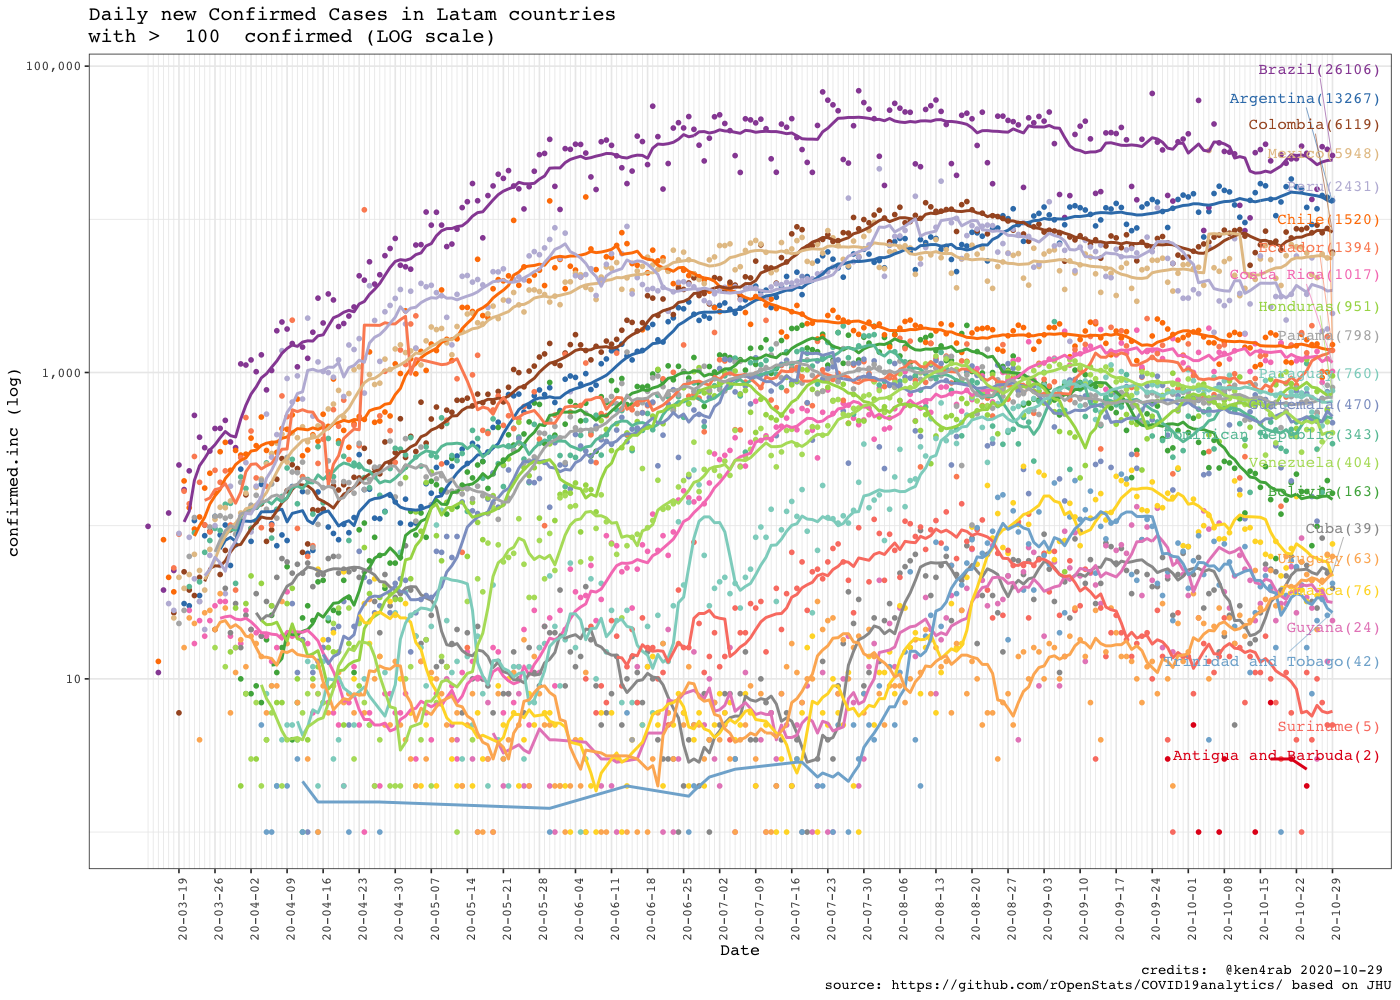 Daily new Confirmed Cases in Latam countries
with >  100  confirmed (LOG scale)
100,000
1,000
10
confirmed.inc (log)
Brazil(26106)
Argentina(13267)
Colombia(6119)
Mexico(5948)
Peru(2431)
Chile(1520)
Ecuador(1394)
Costa Rica(1017)
Honduras(951)
Panama(798)
Paraguay(760)
Guatemala(470)
Dominican Republic(343)
Venezuela(404)
Bolivia(163)
Cuba(39)
Uruguay(63)
Jamaica(76)
Guyana(24)
Trinidad and Tobago(42)
Suriname(5)
Antigua and Barbuda(2)
20-03-19
20-03-26
20-04-02
20-04-09
20-04-16
20-04-23
20-04-30
20-05-07
20-05-14
20-05-21
20-05-28
20-06-04
20-06-11
20-06-18
20-06-25
20-07-02
20-07-09
20-07-16
20-07-23
20-07-30
20-08-06
20-08-13
20-08-20
20-08-27
20-09-03
20-09-10
20-09-17
20-09-24
20-10-01
20-10-08
20-10-15
20-10-22
20-10-29
Date
credits:  @ken4rab 2020-10-29
source: https://github.com/rOpenStats/COVID19analytics/ based on JHU